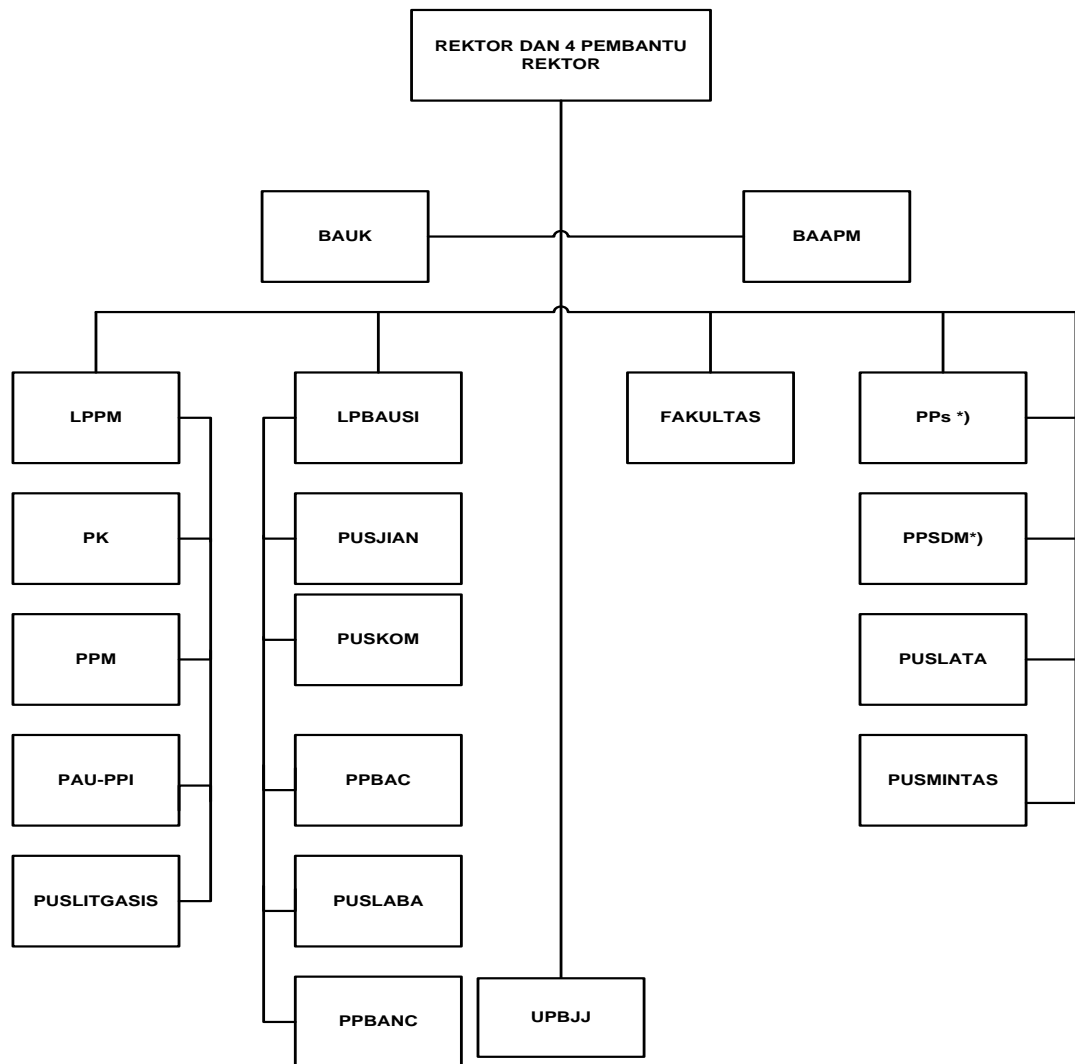 REKTOR DAN 4 PEMBANTU
REKTOR
BAUK
BAAPM
LPPM
LPBAUSI
FAKULTAS
PPs *)
PK
PUSJIAN
PPSDM*)
PPM
PUSKOM
PUSLATA
PAU-PPI
PPBAC
PUSMINTAS
PUSLITGASIS
PUSLABA
PPBANC
UPBJJ